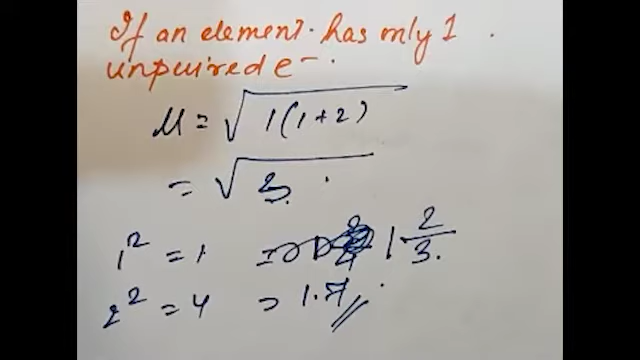 If an element. has only 1
unpaired e-.
μ = √1(1+2)
= √3.
1² = 1 1 2/3.
2² = 4 = 1.7